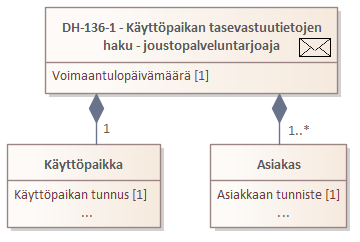 DH-136-1 - Käyttöpaikan tasevastuutietojen
haku - joustopalveluntarjoaja
Voimaantulopäivämäärä [1]
1
1..*
Käyttöpaikka
Käyttöpaikan tunnus [1]
...
Asiakas
Asiakkaan tunniste [1]
...